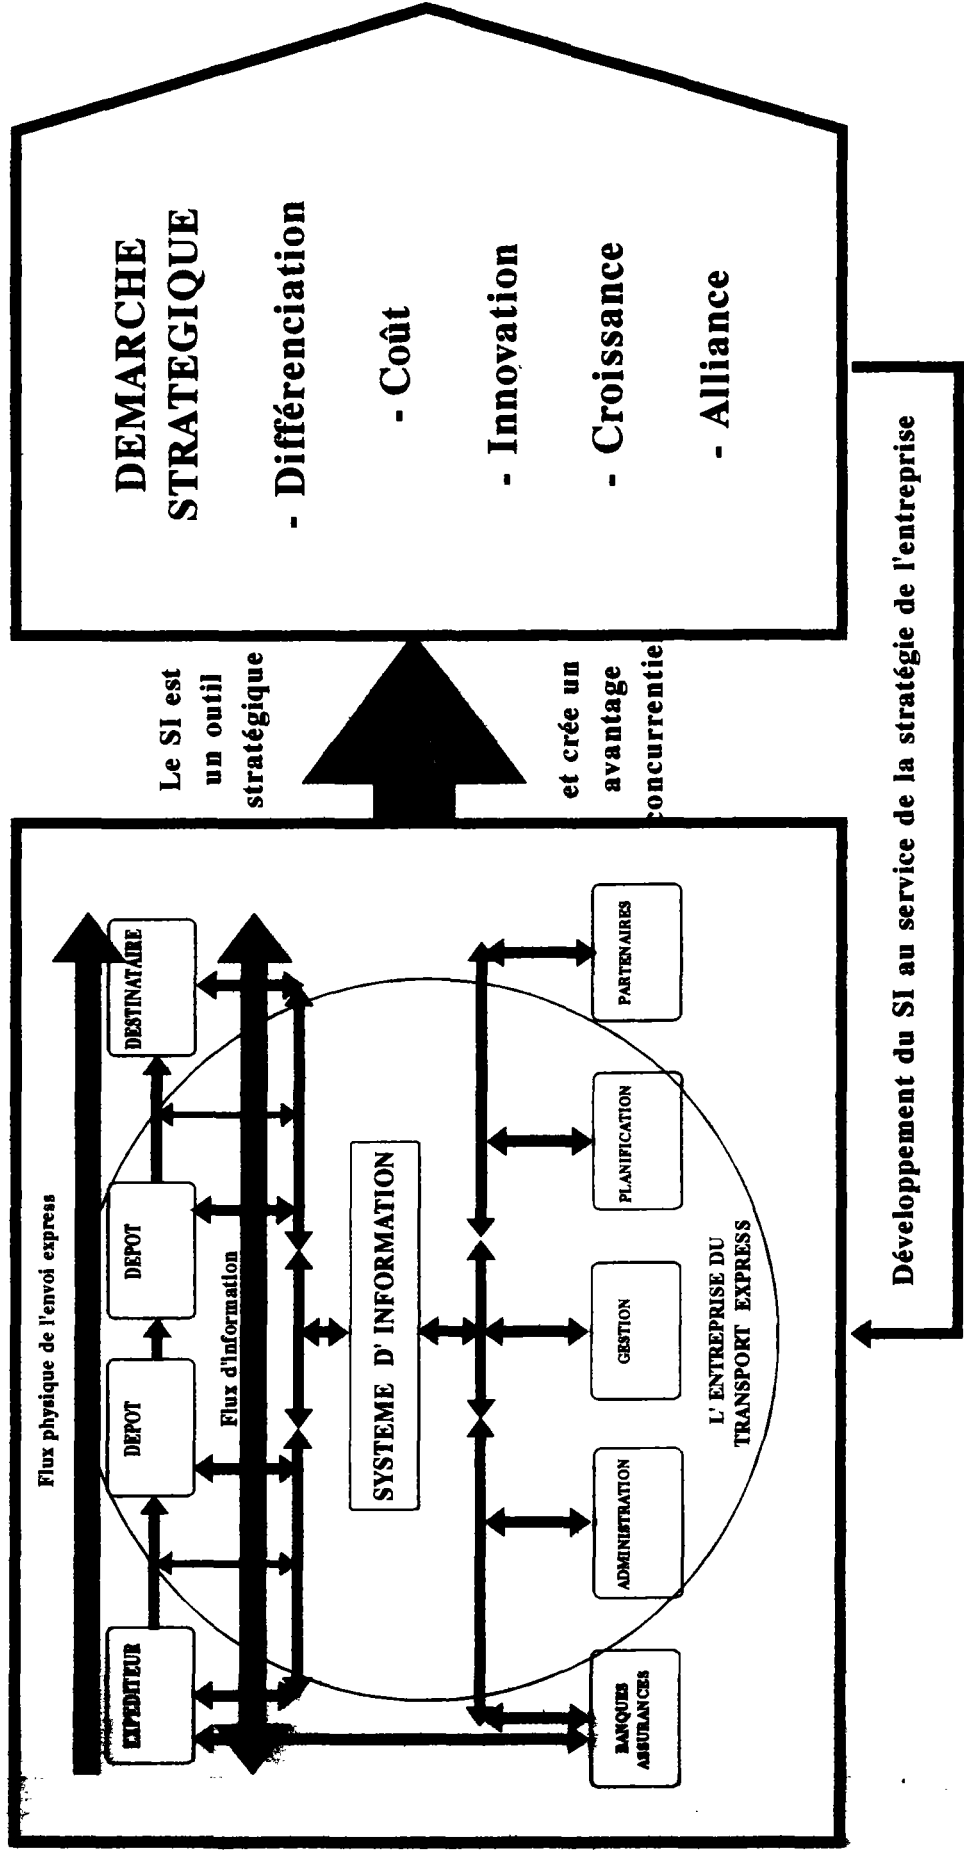 Flux physique de l'envoi express
EXPEDITEUR
DEPOT
DEPOT
DESTINATAIRE
Flux d'information
SYSTEME D' INFORMATION
BANQUES
ASSURANCES
ADMINISTRATION
GESTION
PLANIFICATION
PARTENAIRES
L' ENTREPRISE DU
TRANSPORT EXPRESS
Le SI est
un outil
stratégique
et crée un
avantage
concurrentie
DEMARCHE
STRATEGIQUE
- Différenciation
- Coût
- Innovation
- Croissance
- Alliance
Développement du SI au service de la stratégie de l'entreprise